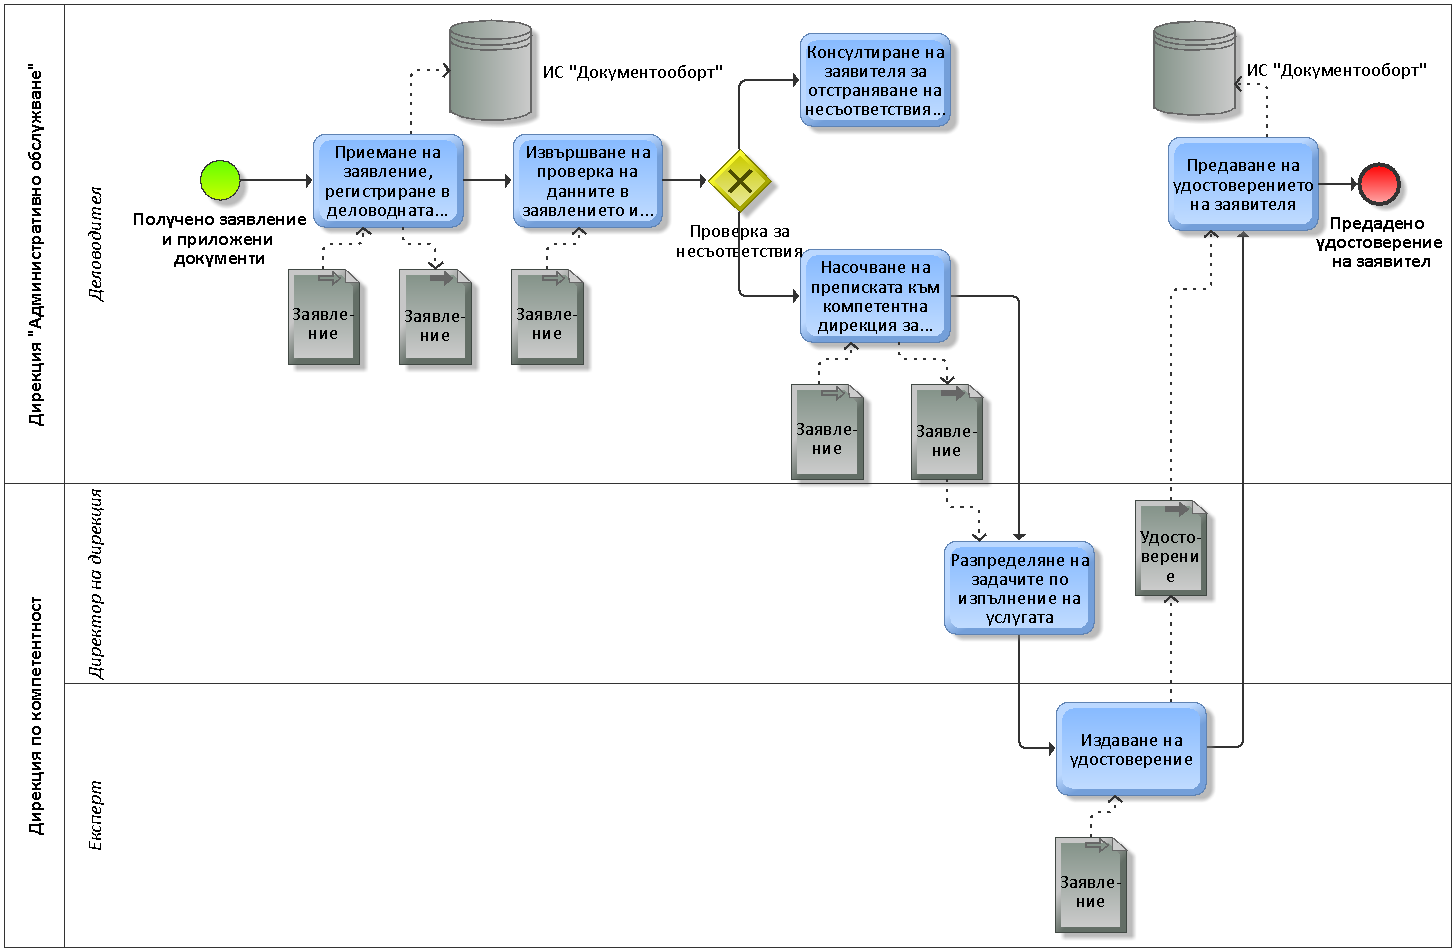 Дирекция "Административно обслужване"
Деловодител
Получено заявление
и приложени
документи
Приемане на
заявление,
регистриране в
деловодната...
ИС "Документооборт"
Извършване на
проверка на
данните в
заявлението и...
Проверка за
несъответствия
Консултиране на
заявителя за
отстраняване на
несъответствия...
Насочване на
преписката към
компетентна
дирекция за...
Заявле-
ние
Заявле-
ние
Заявле-
ние
Заявле-
ние
Заявле-
ние
ИС "Документооборт"
Предаване на
удостоверението
на заявителя
Предадено
удостоверение
на заявител
Дирекция по компетентност
Директор на дирекция
Разпределяне на
задачите по
изпълнение на
услугата
Удосто-
верени
е
Експерт
Издаване на
удостоверение
Заявле-
ние